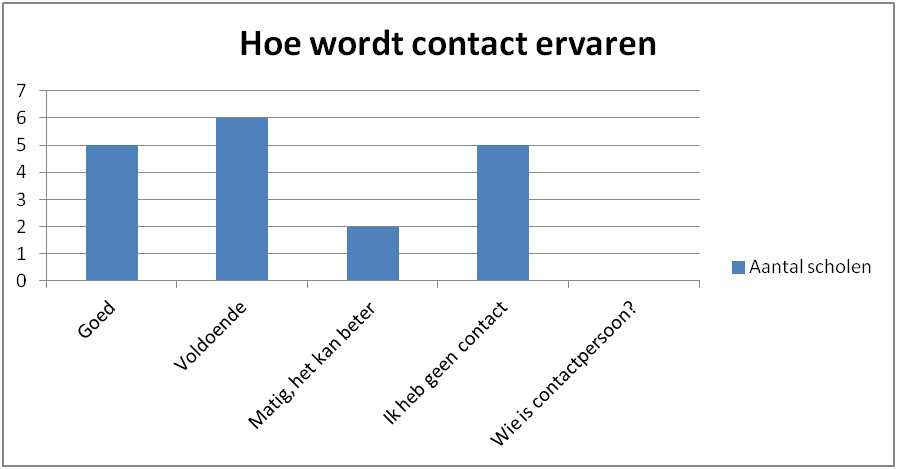 Hoe wordt contact ervaren
7
6
5
4
3
2
1
0
Goed
Voldoende
Matig, het kan beter
Ik heb geen contact
Wie is contactpersoon?
Aantal scholen